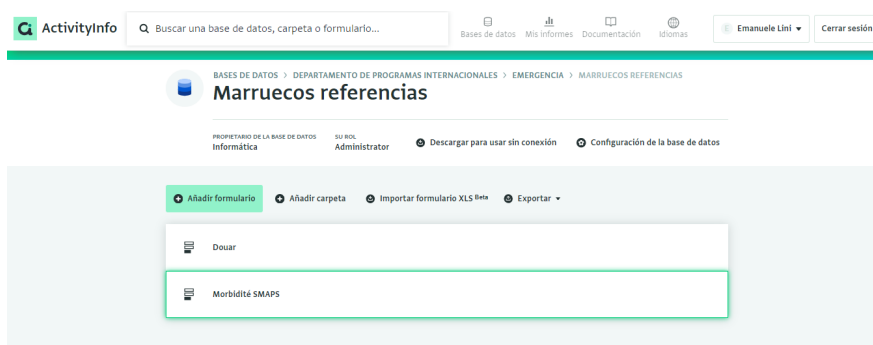 ActivityInfo
Buscar una base de datos, carpeta o formulario...
Bases de datos
Mis informes
Documentación
Idiomas
E Emanuele Lini
Cerrar sesión
BASES DE DATOS > DEPARTAMENTO DE PROGRAMAS INTERNACIONALES > EMERGENCIA > MARRUECOS REFERENCIAS
Marruecos referencias
PROPIETARIO DE LA BASE DE DATOS
Informática
SU ROL
Administrator
Descargar para usar sin conexión
Configuración de la base de datos
Añadir formulario
Añadir carpeta
Importar formulario XLS Beta
Exportar
Douar
Morbidité SMAPS